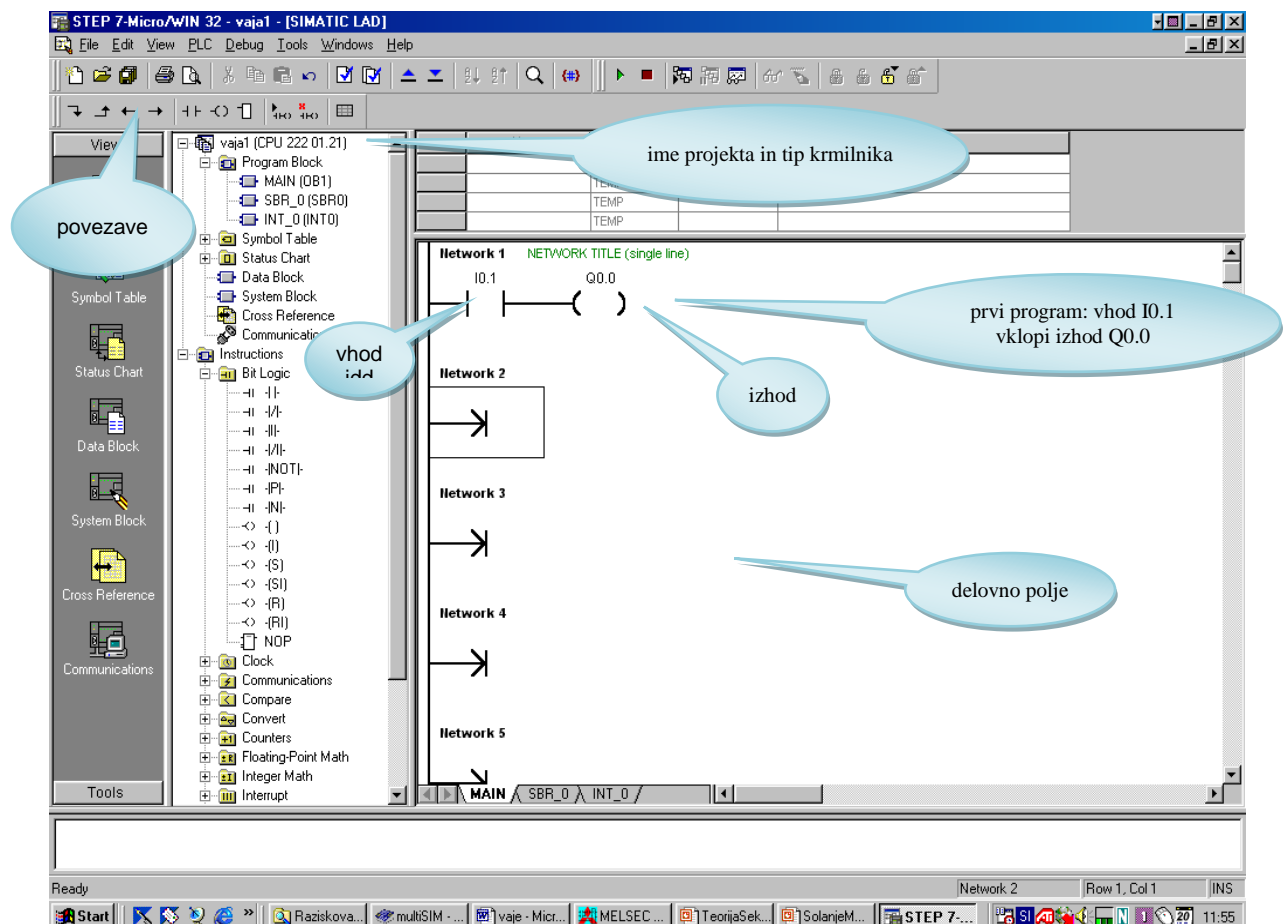 STEP 7-Micro/WIN 32 - vaja1 - [SIMATIC LAD]
File Edit View PLC Debug Tools Windows Help
View
vaja1 (CPU 222 01.21)
Program Block
MAIN (OB1)
SBR_0 (SBR0)
INT_0 (INT0)
Symbol Table
Status Chart
Data Block
System Block
Cross Reference
Instructions
Bit Logic
-| |-
-|/|-
-|I|-
-|/I|-
-|NOT|-
-|P|-
-|N|-
-( )
-(I)
-(S)
-(SI)
-(R)
-(RI)
NOP
Clock
Communications
Compare
Convert
Counters
Floating-Point Math
Integer Math
Interrupt
povezave
Symbol Table
Status Chart
Data Block
System Block
Cross Reference
Communications
Tools
ime projekta in tip krmilnika
TEMP
TEMP
TEMP
Network 1 NETWORK TITLE (single line)
I0.1 Q0.0
prvi program: vhod I0.1
vklopi izhod Q0.0
vhod
izhod
Network 2
Network 3
delovno polje
Network 4
Network 5
MAIN SBR_0 INT_0
Ready Network 2 Row 1, Col 1 INS
Start » Raziskova... multiSIM - ... vaje - Micr... MELSEC ... TeorijaSek... SolanjeM... STEP 7-... SI 11:55